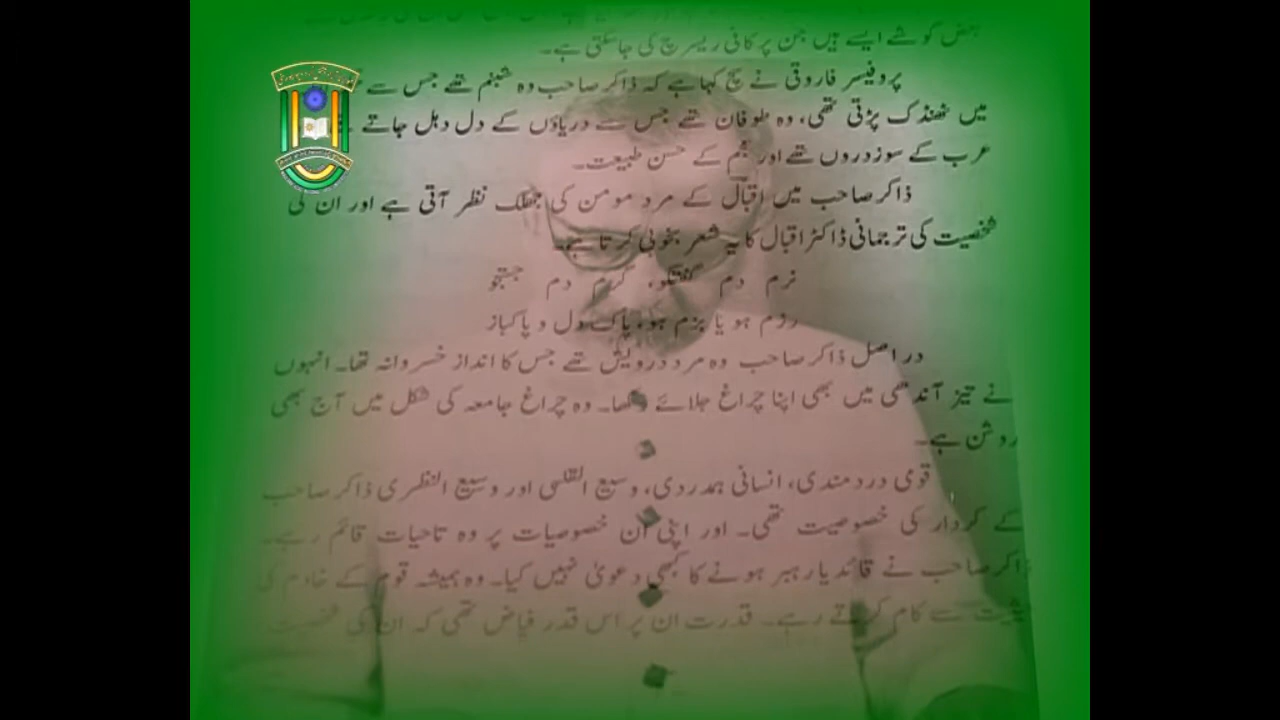 بعض گوشے ایسے ہیں جن پر کافی ریسرچ کی جاسکتی ہے۔
پروفیسر فاروقی نے سچ کہا ہے کہ ذاکر صاحب وہ شبنم تھے جس سے
میں ٹھنڈک پڑتی تھی، وہ طوفان تھے جس سے دریاؤں کے دل دہل جاتے
عرب کے سوز دروں تھے اور عجم کے حسن طبیعت۔
ذاکر صاحب میں اقبالؔ کے مرد مومن کی جھلک نظر آتی ہے اور ان کی
شخصیت کی ترجمانی ڈاکٹر اقبال کا یہ شعر بخوبی کرتا ہے۔
نرم دم گفتگو، گرم دم جستجو
رزم ہو یا بزم ہو، پاک دل و پاکباز
در اصل ذاکر صاحب وہ مرد درویش تھے جس کا انداز خسروانہ تھا۔ انہوں
نے تیز آندھی میں بھی اپنا چراغ جلائے رکھا۔ وہ چراغ جامعہ کی شکل میں آج بھی
روشن ہے۔
قومی دردمندی، انسانی ہمدردی، وسیع القلبی اور وسیع النظری ذاکر صاحب
کے کردار کی خصوصیت تھی۔ اور اپنی ان خصوصیات پر وہ تاحیات قائم رہے۔
ذاکر صاحب نے قائد یا رہبر ہونے کا کبھی دعویٰ نہیں کیا۔ وہ ہمیشہ قوم کے خادم کی
حیثیت سے کام کرتے رہے۔ قدرت ان پر اس قدر فیاض تھی کہ ان کی شخصیت